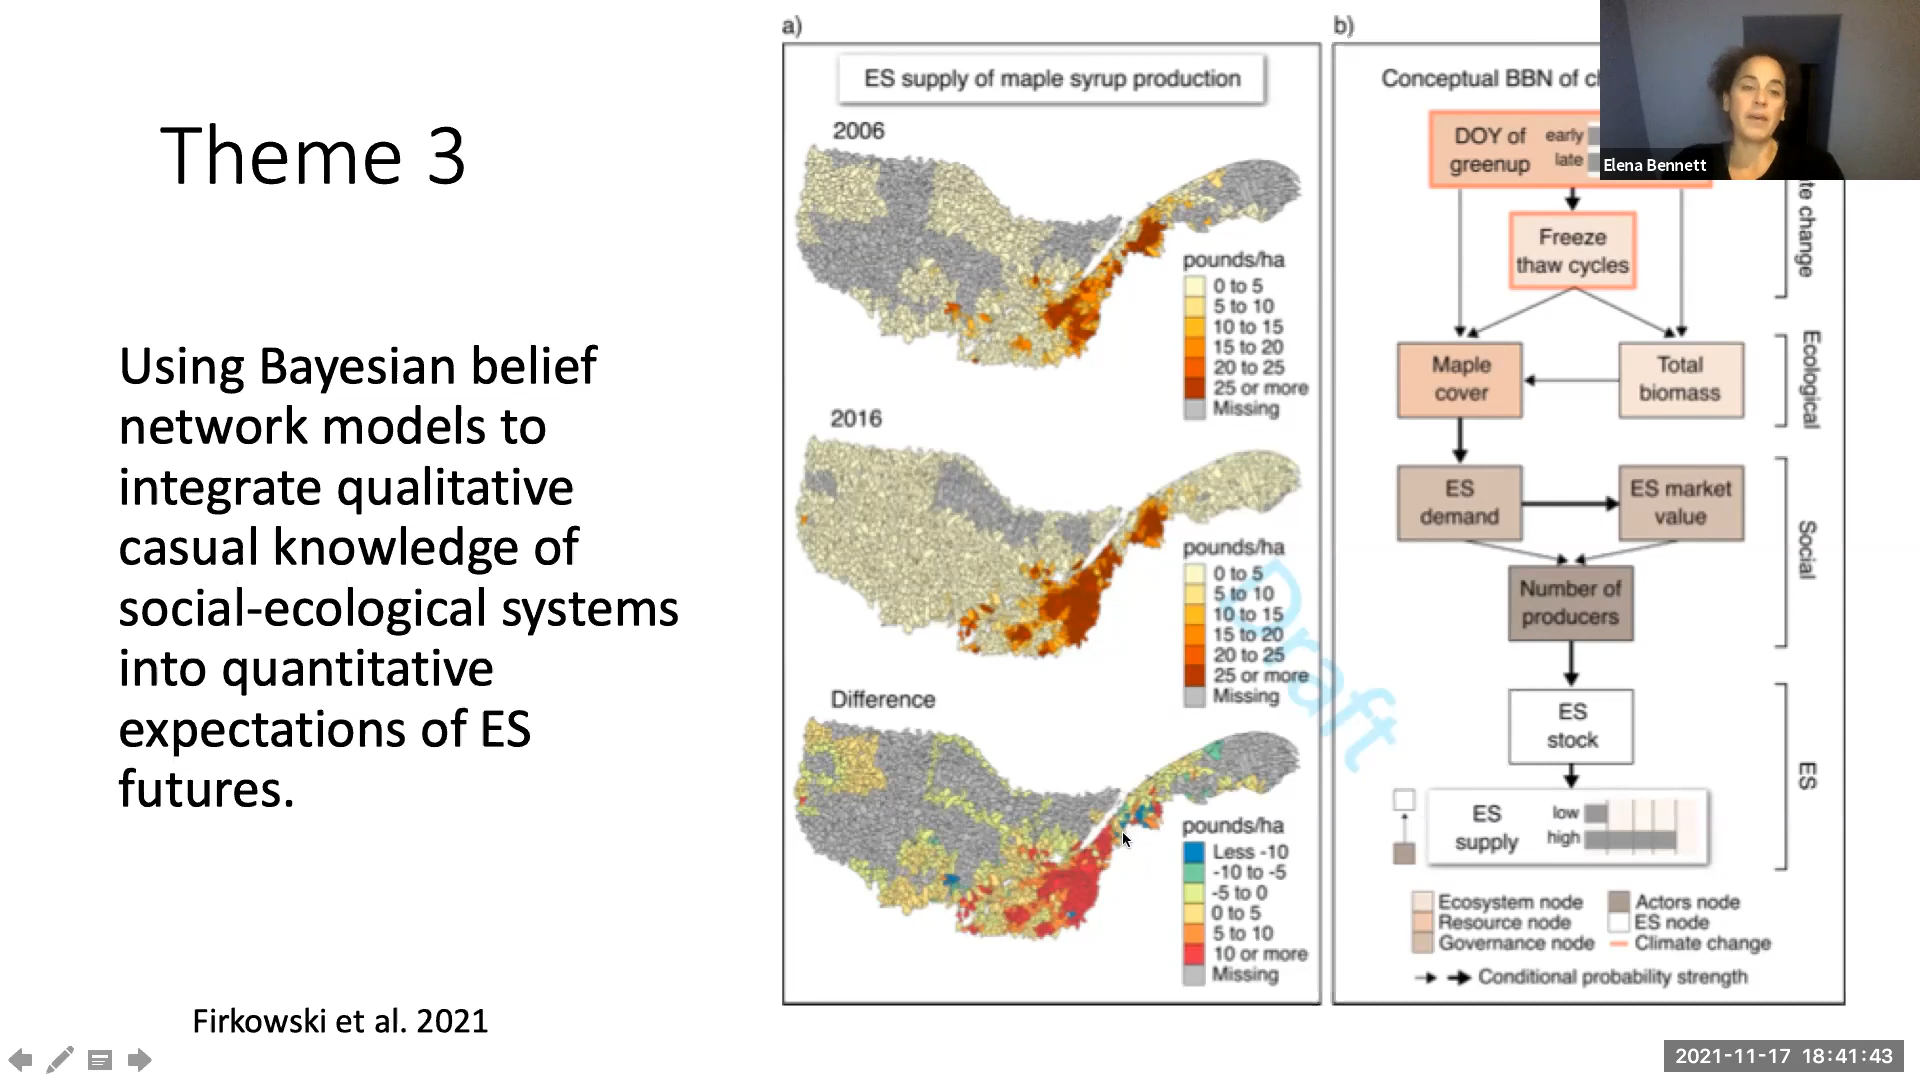 Theme 3
Using Bayesian belief
network models to
integrate qualitative
casual knowledge of
social-ecological systems
into quantitative
expectations of ES
futures.
Firkowski et al. 2021
a)
ES supply of maple syrup production
2006
pounds/ha
0 to 5
5 to 10
10 to 15
15 to 20
20 to 25
25 or more
Missing
2016
pounds/ha
0 to 5
5 to 10
10 to 15
15 to 20
20 to 25
25 or more
Missing
Difference
pounds/ha
Less -10
-10 to -5
-5 to 0
0 to 5
5 to 10
10 or more
Missing
Draft
b)
Conceptual BBN of
DOY of
greenup
early
late
Freeze
thaw cycles
change
Maple
cover
Total
biomass
Ecological
ES
demand
ES market
value
Number of
producers
Social
ES
stock
ES
supply
low
high
ES
Ecosystem node
Resource node
Governance node
Actors node
ES node
Climate change
Conditional probability strength
Elena Bennett
2021-11-17 18:41:43